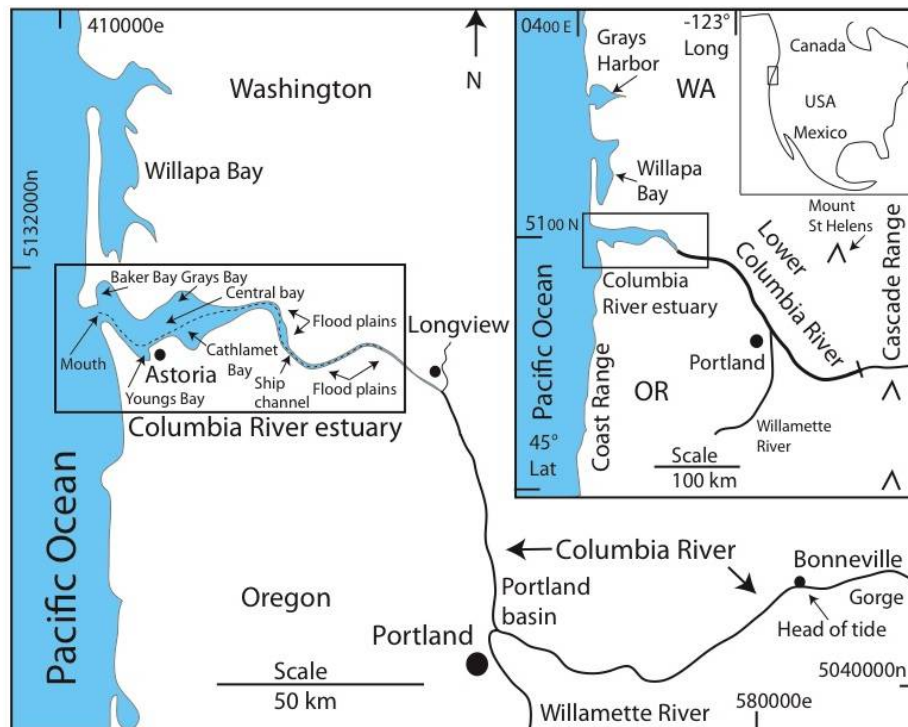 410000e
N
Washington
Willapa Bay
5132000n
Baker Bay
Grays Bay
Central bay
Flood plains
Longview
Mouth
Astoria
Cathlamet
Bay
Ship
channel
Flood plains
Youngs Bay
Columbia River estuary
Pacific Ocean
Oregon
Scale
50 km
Portland
Portland
basin
Columbia River
Bonneville
Gorge
Head of tide
5040000n
580000e
Willamette River
0400 E
-123°
Long
Grays
Harbor
WA
Canada
USA
Mexico
Willapa
Bay
Mount
St Helens
5100 N
Lower
Columbia River
Cascade Range
Columbia
River estuary
Pacific Ocean
Coast Range
Portland
OR
Willamette
River
45°
Lat
Scale
100 km